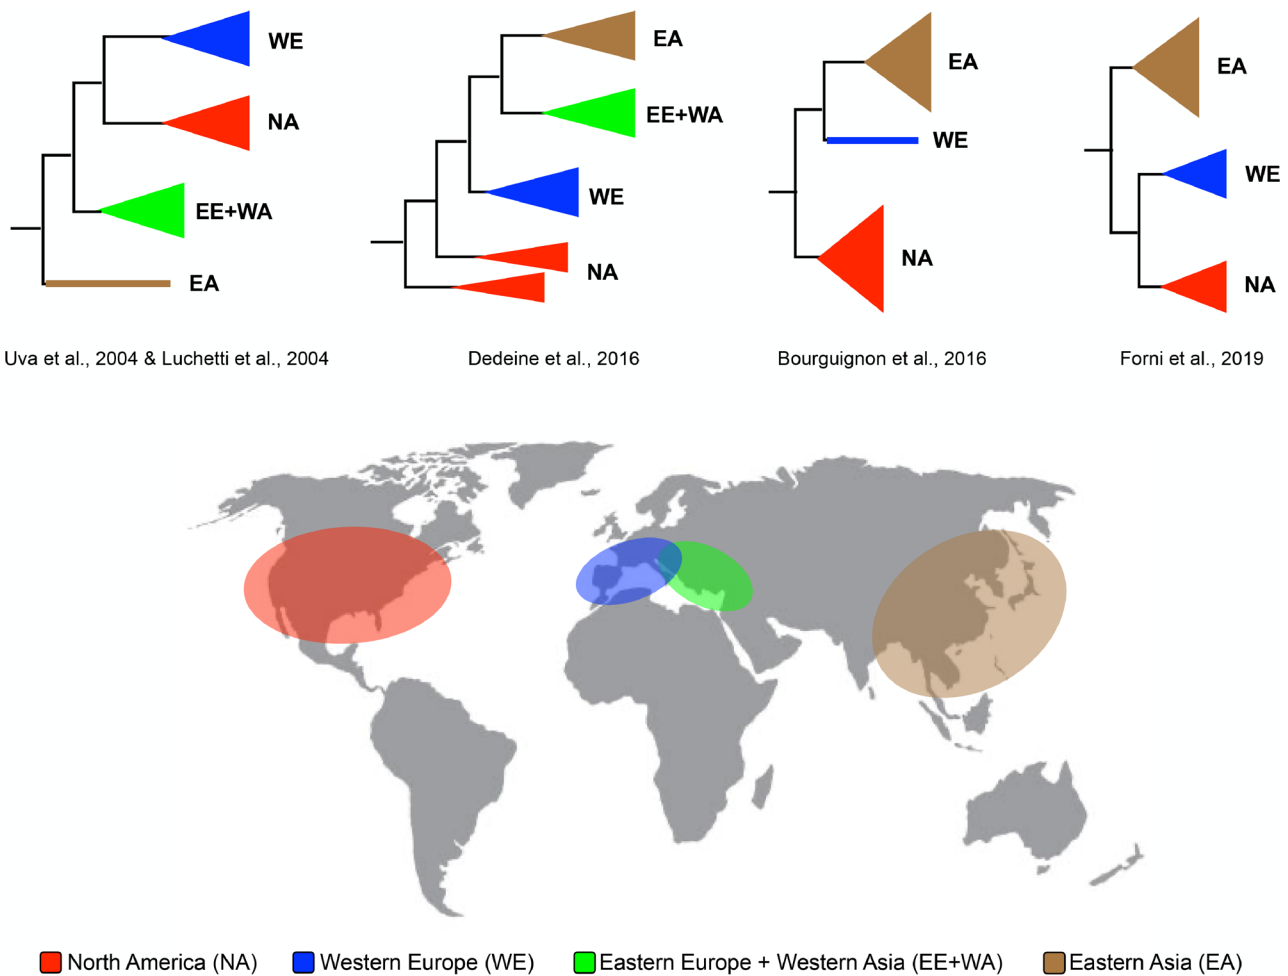 WE
NA
EE+WA
EA
Uva et al., 2004 & Luchetti et al., 2004
EA
EE+WA
WE
NA
Dedeine et al., 2016
EA
WE
NA
Bourguignon et al., 2016
EA
WE
NA
Forni et al., 2019
North America (NA)
Western Europe (WE)
Eastern Europe + Western Asia (EE+WA)
Eastern Asia (EA)